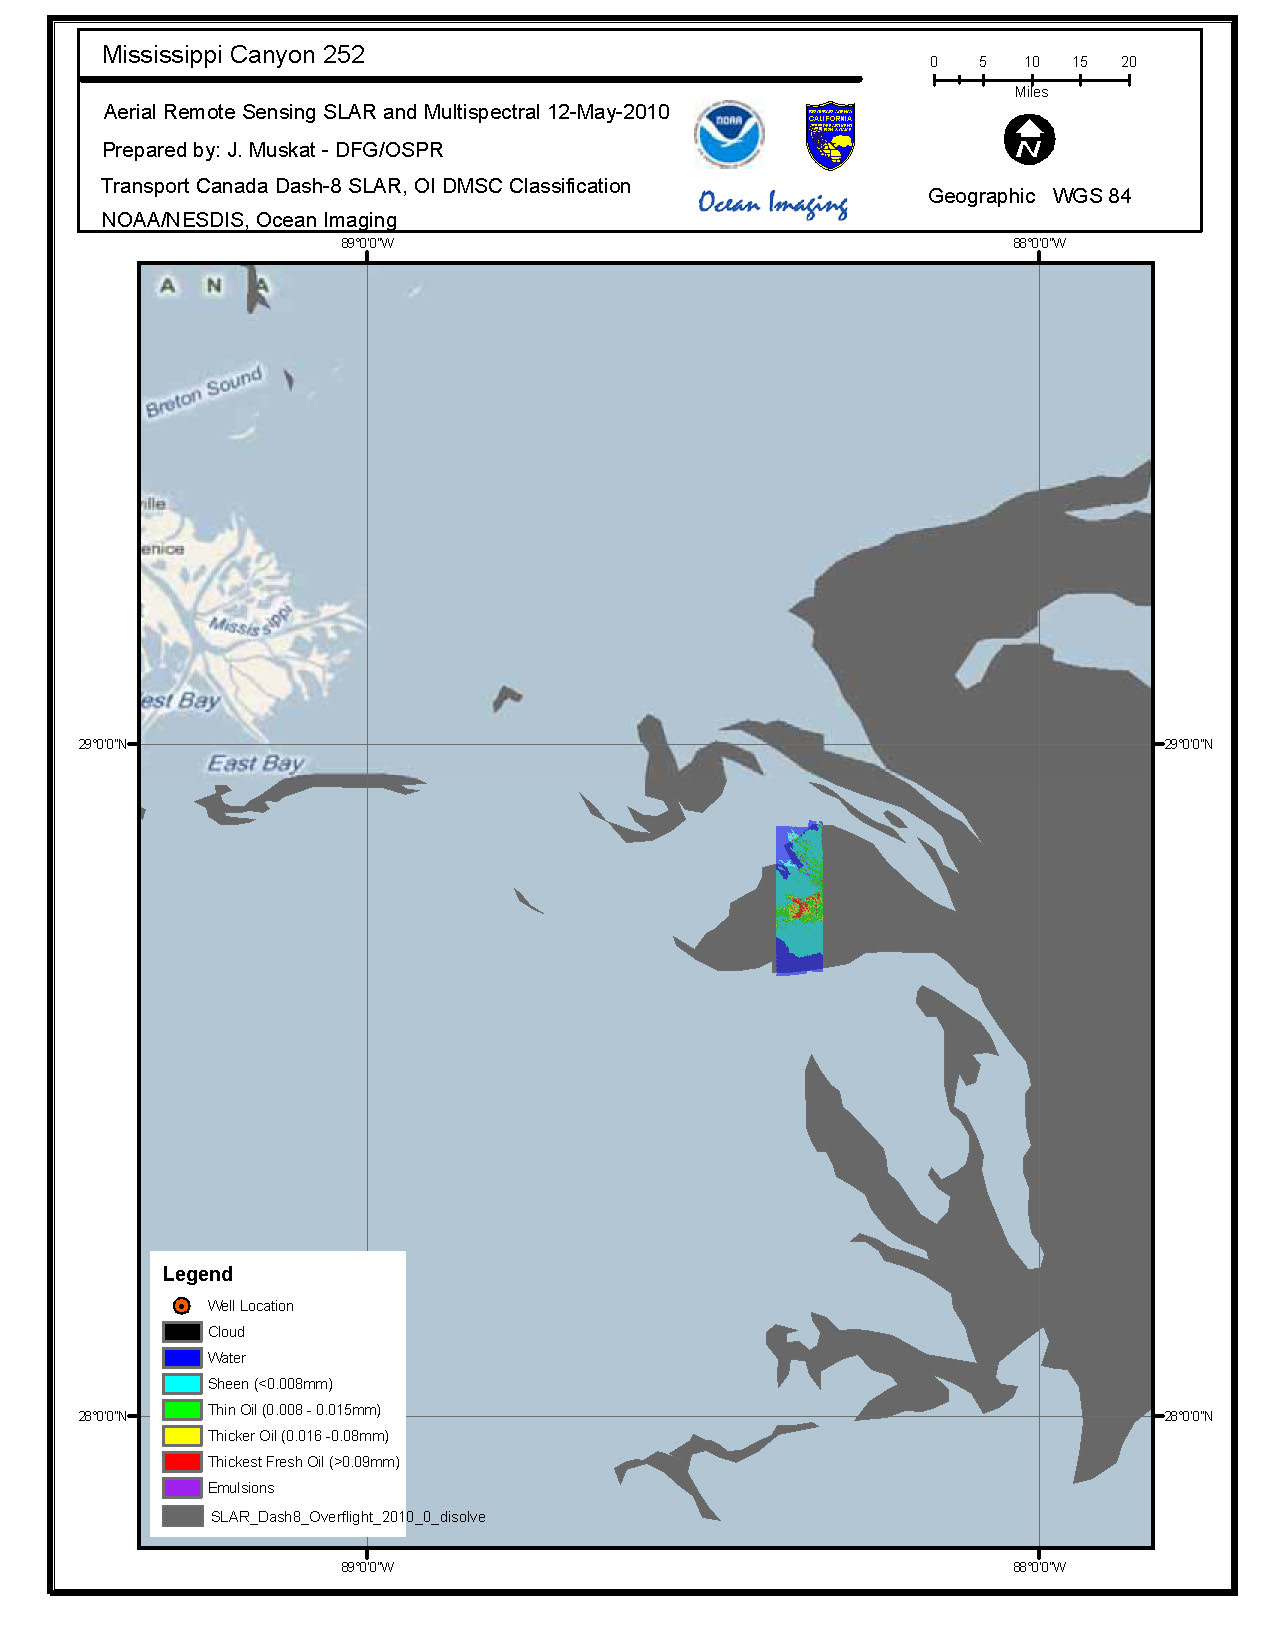 Mississippi Canyon 252
Aerial Remote Sensing SLAR and Multispectral 12-May-2010
Prepared by: J. Muskat - DFG/OSPR
Transport Canada Dash-8 SLAR, OI DMSC Classification
NOAA/NESDIS, Ocean Imaging
NOAA
CALIFORNIA
Ocean Imaging
0 5 10 15 20
Miles
N
Geographic WGS 84
89°0'0"W 88°0'0"W
A N A
Breton Sound
ville
enice
Mississippi
est Bay
29°0'0"N 29°0'0"N
East Bay
Legend
Well Location
Cloud
Water
Sheen (<0.008mm)
Thin Oil (0.008 - 0.015mm)
28°0'0"N 28°0'0"N
Thicker Oil (0.016 -0.08mm)
Thickest Fresh Oil (>0.09mm)
Emulsions
SLAR_Dash8_Overflight_2010_0_disolve
89°0'0"W 88°0'0"W